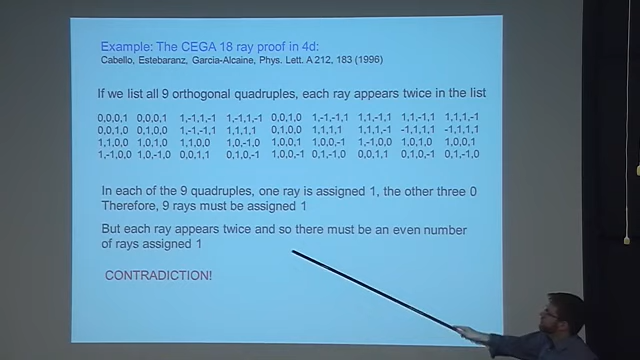 Example: The CEGA 18 ray proof in 4d:
Cabello, Estebaranz, Garcia-Alcaine, Phys. Lett. A 212, 183 (1996)
If we list all 9 orthogonal quadruples, each ray appears twice in the list
0,0,0,1 0,0,0,1 1,-1,1,-1 1,-1,1,-1 0,0,1,0 1,-1,-1,1 1,1,-1,1 1,1,-1,1 1,1,1,-1
0,0,1,0 0,1,0,0 1,-1,-1,1 1,1,1,1 0,1,0,0 1,1,1,1 1,1,1,-1 -1,1,1,1 -1,1,1,1
1,1,0,0 1,0,1,0 1,1,0,0 1,0,-1,0 1,0,0,1 1,0,0,-1 1,-1,0,0 1,0,1,0 1,0,0,1
1,-1,0,0 1,0,-1,0 0,0,1,1 0,1,0,-1 1,0,0,-1 0,1,-1,0 0,0,1,1 0,1,0,-1 0,1,-1,0
In each of the 9 quadruples, one ray is assigned 1, the other three 0
Therefore, 9 rays must be assigned 1
But each ray appears twice and so there must be an even number
of rays assigned 1
CONTRADICTION!